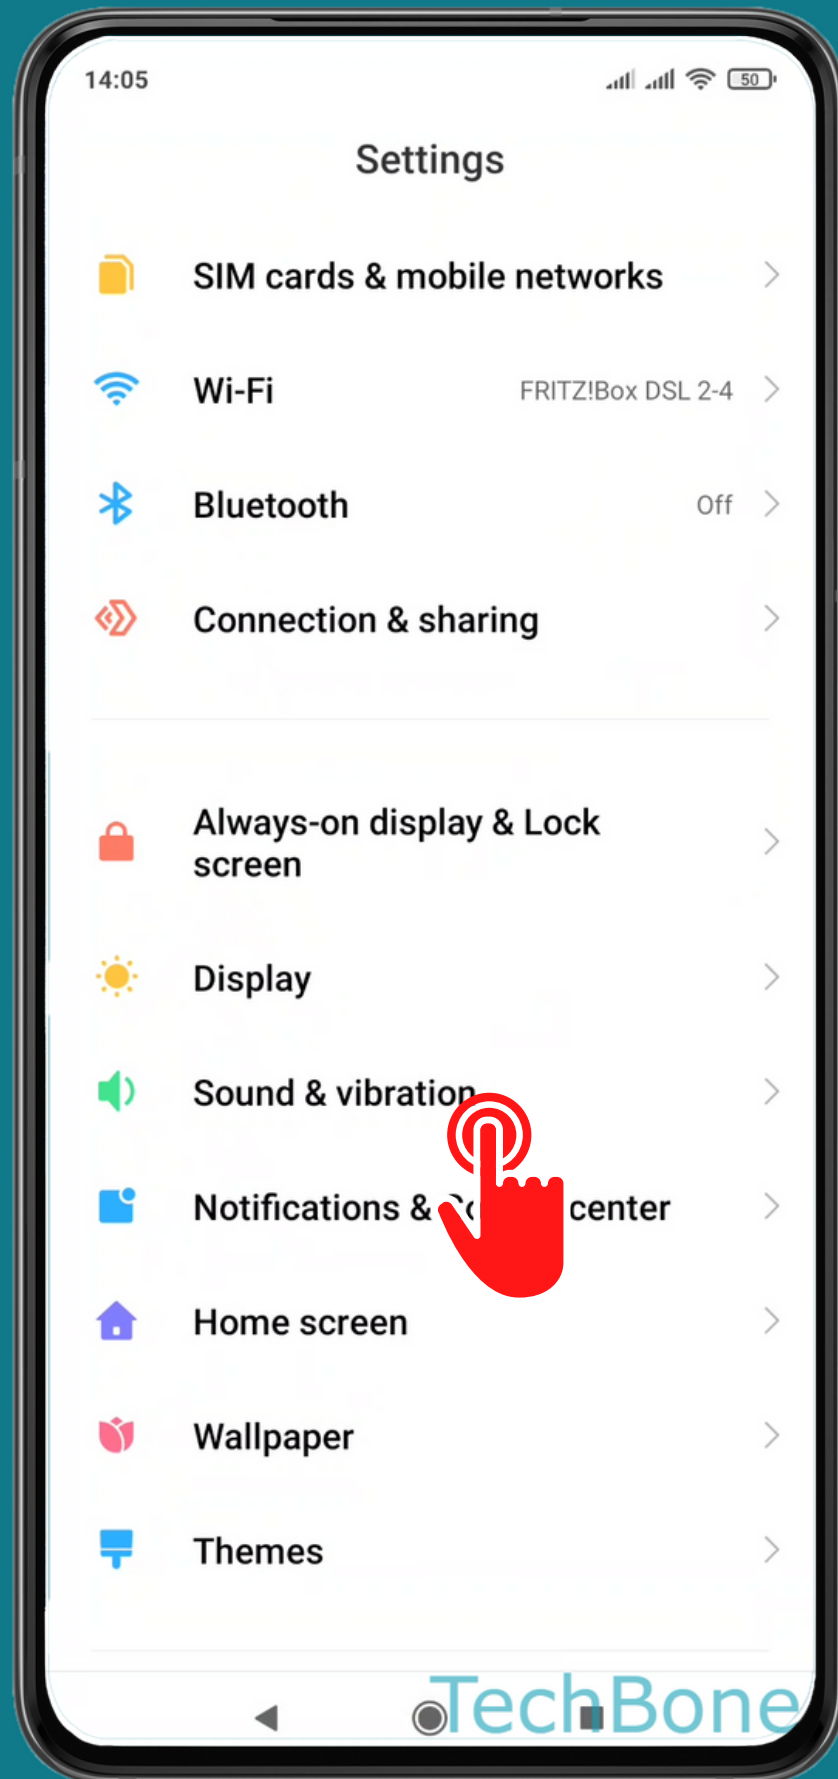 14:05
50
Settings
SIM cards & mobile networks
Wi-Fi FRITZ!Box DSL 2-4
Bluetooth Off
Connection & sharing
Always-on display & Lock
screen
Display
Sound & vibration
Notifications & center
Home screen
Wallpaper
Themes
TechBone